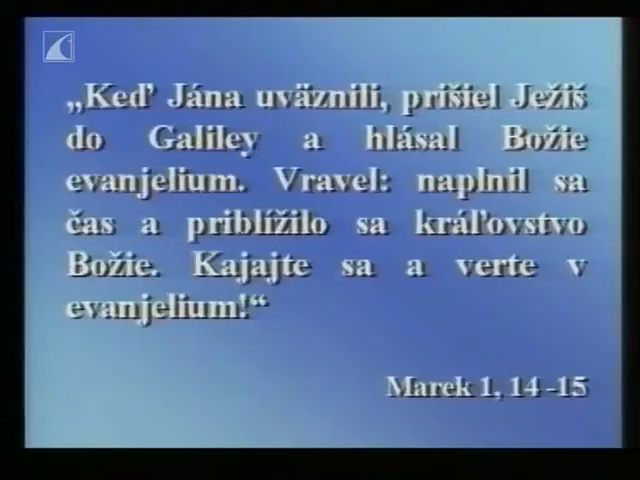 „Keď Jána uväznili, prišiel Ježiš
do Galiley a hlásal Božie
evanjelium. Vravel: naplnil sa
čas a priblížilo sa kráľovstvo
Božie. Kajajte sa a verte v
evanjelium!“
Marek 1, 14 -15